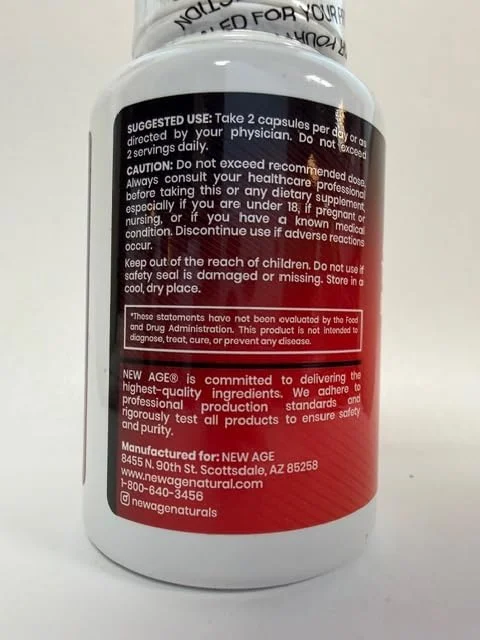 ED FOR YOUR
SUGGESTED USE: Take 2 capsules per day or as
directed by your physician. Do not exceed
2 servings daily.
CAUTION: Do not exceed recommended dose.
Always consult your healthcare professional
before taking this or any dietary supplement,
especially if you are under 18, if pregnant or
nursing, or if you have a known medical
condition. Discontinue use if adverse reactions
occur.
Keep out of the reach of children. Do not use if
safety seal is damaged or missing. Store in a
cool, dry place.
*These statements have not been evaluated by the Food
and Drug Administration. This product is not intended to
diagnose, treat, cure, or prevent any disease.
NEW AGE® is committed to delivering the
highest-quality ingredients. We adhere to
professional production standards and
rigorously test all products to ensure safety
and purity.
Manufactured for: NEW AGE
8455 N. 90th St. Scottsdale, AZ 85258
www.newagenatural.com
1-800-640-3456
newagenaturals